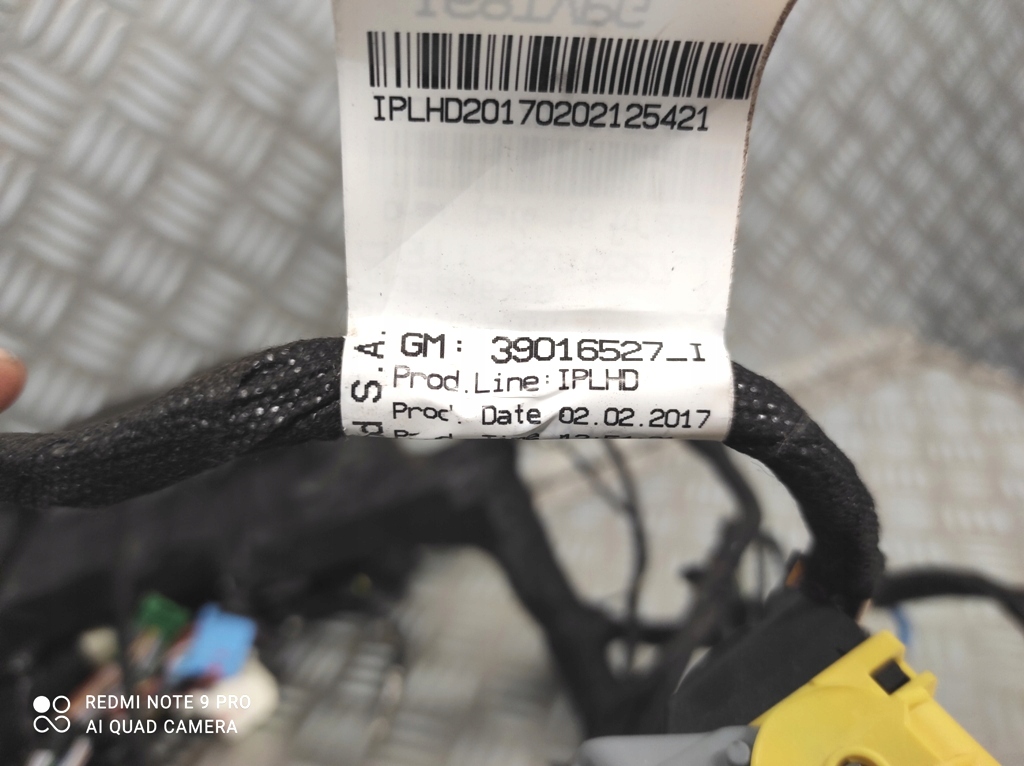 IPLHD20170202125421
GM: 39016527_I
Prod.Line:IPLHD
Prod. Date 02.02.2017
d S.A.
REDMI NOTE 9 PRO
AI QUAD CAMERA